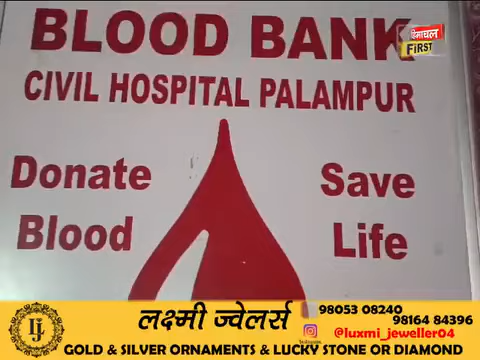 BLOOD BANK
हिमाचल
FIRST
CIVIL HOSPITAL PALAMPUR
Donate Save
Blood Life
लक्ष्मी ज्वेलर्स
98053 08240
98164 84396
@luxmi_jeweller04
GOLD & SILVER ORNAMENTS & LUCKY STONE OR DIAMOND